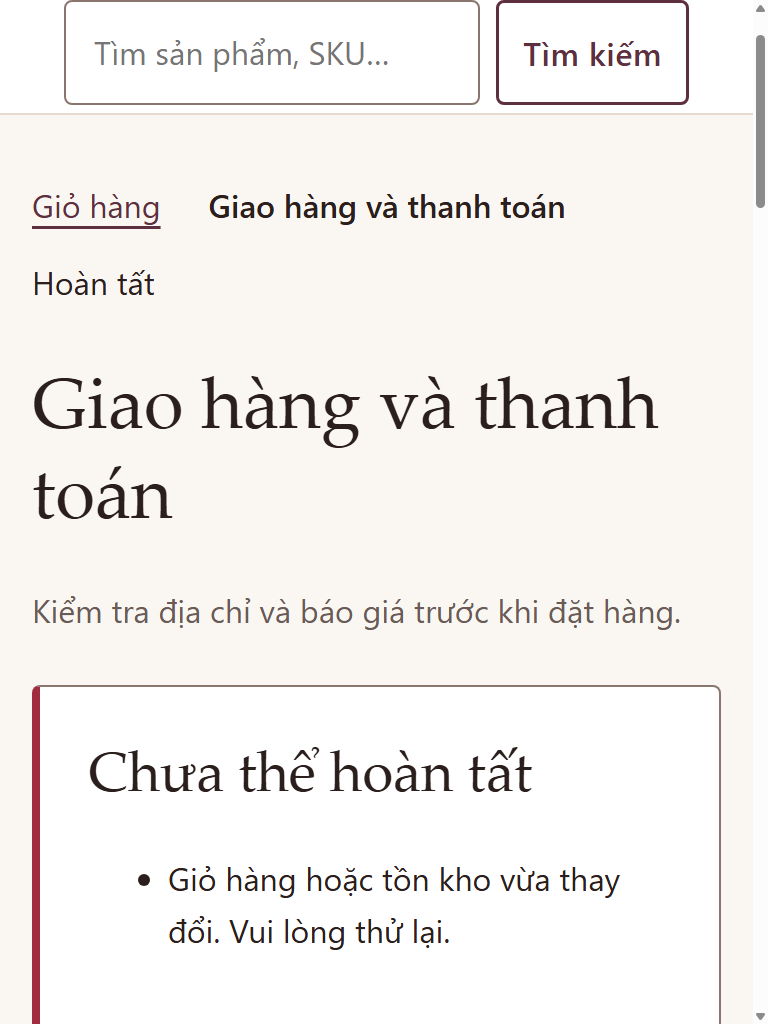 Tìm sản phẩm, SKU...
Tìm kiếm
Giỏ hàng
Giao hàng và thanh toán
Hoàn tất
Giao hàng và thanh
toán
Kiểm tra địa chỉ và báo giá trước khi đặt hàng.
Chưa thể hoàn tất
Giỏ hàng hoặc tồn kho vừa thay
đổi. Vui lòng thử lại.